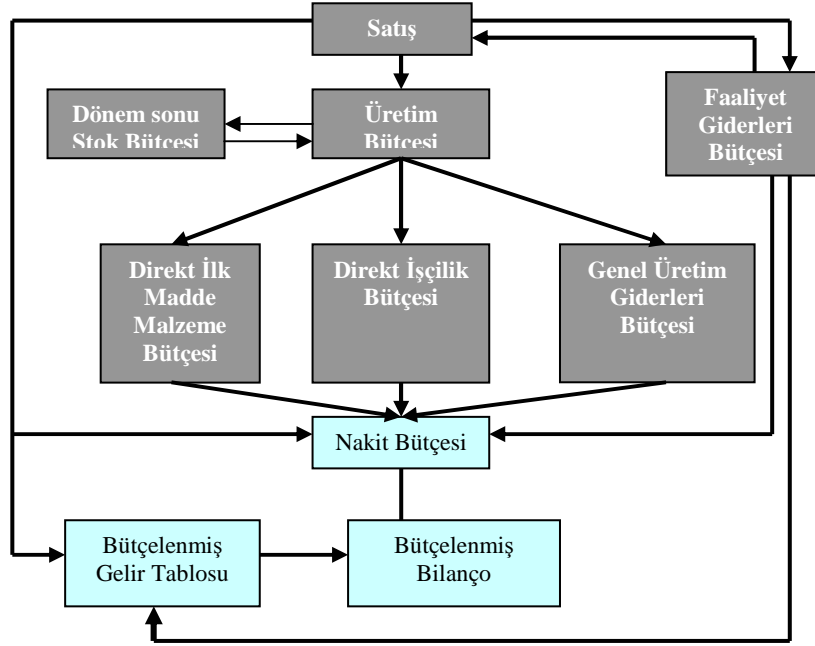 Satış
Dönem sonu
Stok Bütçesi
Üretim
Bütçesi
Faaliyet
Giderleri
Bütçesi
Direkt İlk
Madde
Malzeme
Bütçesi
Direkt İşçilik
Bütçesi
Genel Üretim
Giderleri
Bütçesi
Nakit Bütçesi
Bütçelenmiş
Gelir Tablosu
Bütçelenmiş
Bilanço